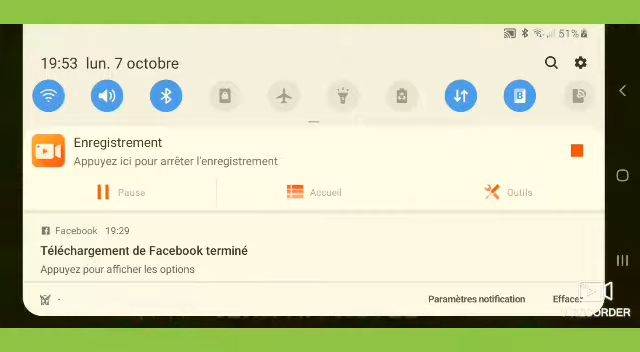 51%
19:53 lun. 7 octobre
Enregistrement
Appuyez ici pour arrêter l'enregistrement
Pause
Accueil
Outils
Facebook 19:29
Téléchargement de Facebook terminé
Appuyez pour afficher les options
Paramètres notification
Effacer